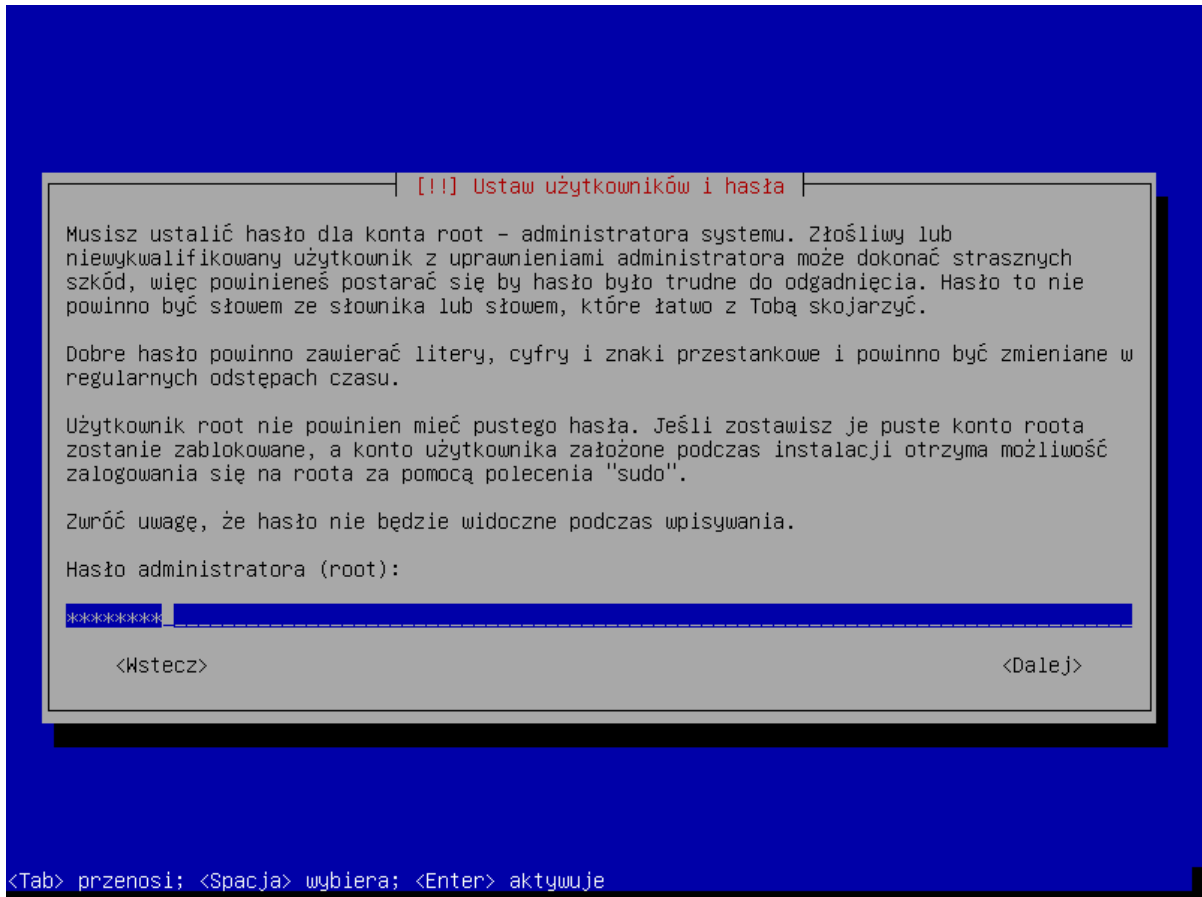 [!!] Ustaw użytkowników i hasła
Musisz ustalić hasło dla konta root – administratora systemu. Złośliwy lub
niewykwalifikowany użytkownik z uprawnieniami administratora może dokonać strasznych
szkód, więc powinieneś postarać się by hasło było trudne do odgadnięcia. Hasło to nie
powinno być słowem ze słownika lub słowem, które łatwo z Tobą skojarzyć.
Dobre hasło powinno zawierać litery, cyfry i znaki przestankowe i powinno być zmieniane w
regularnych odstępach czasu.
Użytkownik root nie powinien mieć pustego hasła. Jeśli zostawisz je puste konto roota
zostanie zablokowane, a konto użytkownika założone podczas instalacji otrzyma możliwość
zalogowania się na roota za pomocą polecenia "sudo".
Zwróć uwagę, że hasło nie będzie widoczne podczas wpisywania.
Hasło administratora (root):
********
<Wstecz> <Dalej>
<Tab> przenosi; <Spacja> wybiera; <Enter> aktywuje